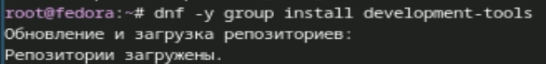 root@fedora:~# dnf -y group install development-tools
Обновление и загрузка репозиториев:
Репозитории загружены.